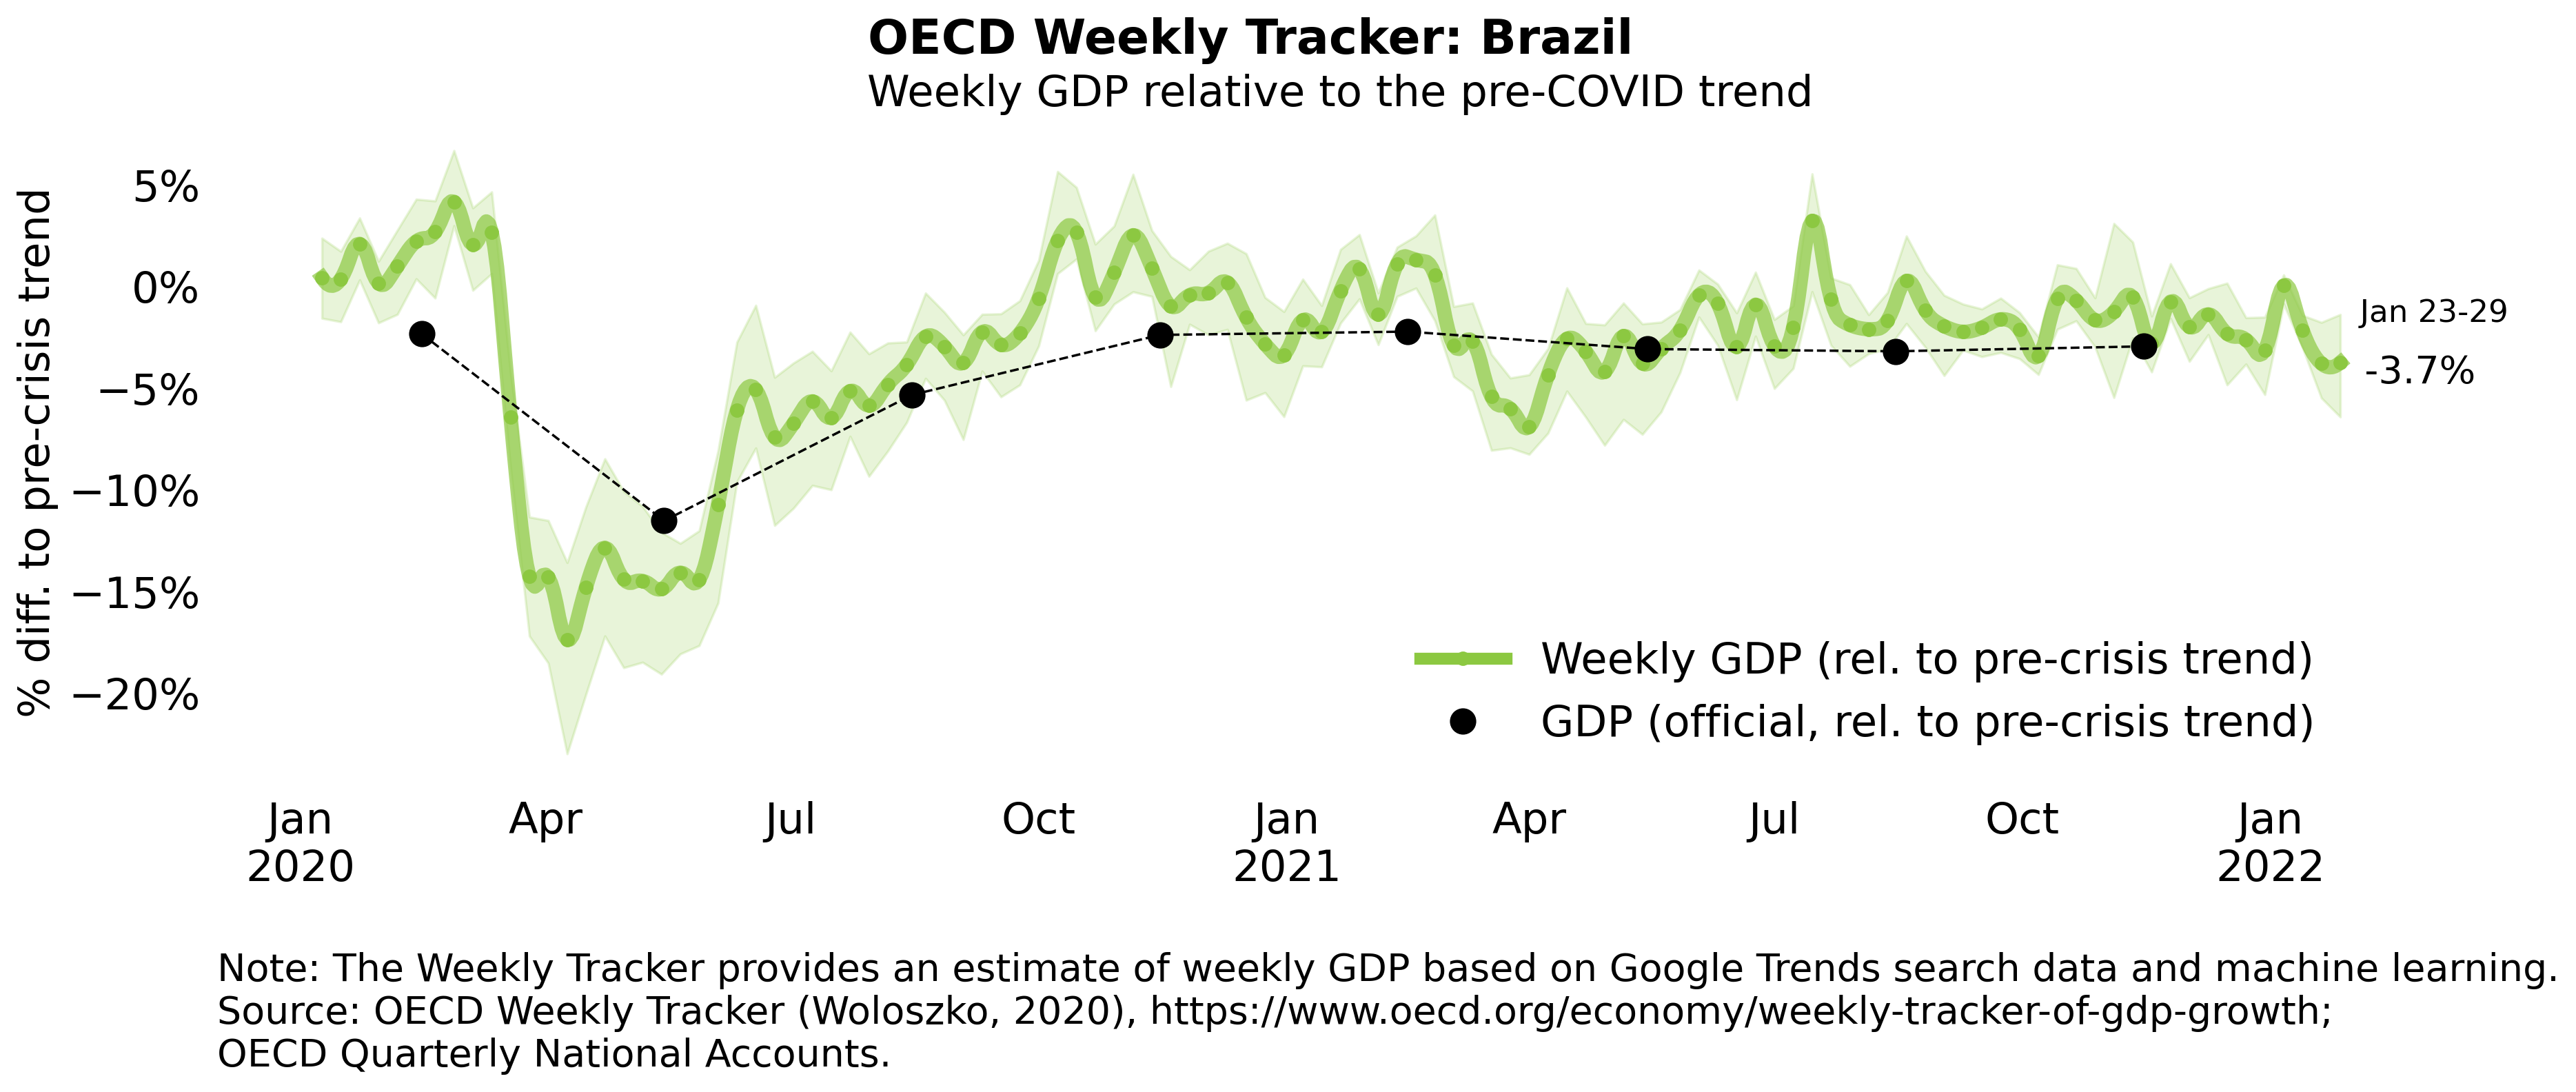 OECD Weekly Tracker: Brazil
Weekly GDP relative to the pre-COVID trend
% diff. to pre-crisis trend
5%
0%
−5%
−10%
−15%
−20%
Jan 23-29
-3.7%
Weekly GDP (rel. to pre-crisis trend)
GDP (official, rel. to pre-crisis trend)
Jan Apr Jul Oct Jan Apr Jul Oct Jan
2020 2021 2022
Note: The Weekly Tracker provides an estimate of weekly GDP based on Google Trends search data and machine learning.
Source: OECD Weekly Tracker (Woloszko, 2020), https://www.oecd.org/economy/weekly-tracker-of-gdp-growth;
OECD Quarterly National Accounts.